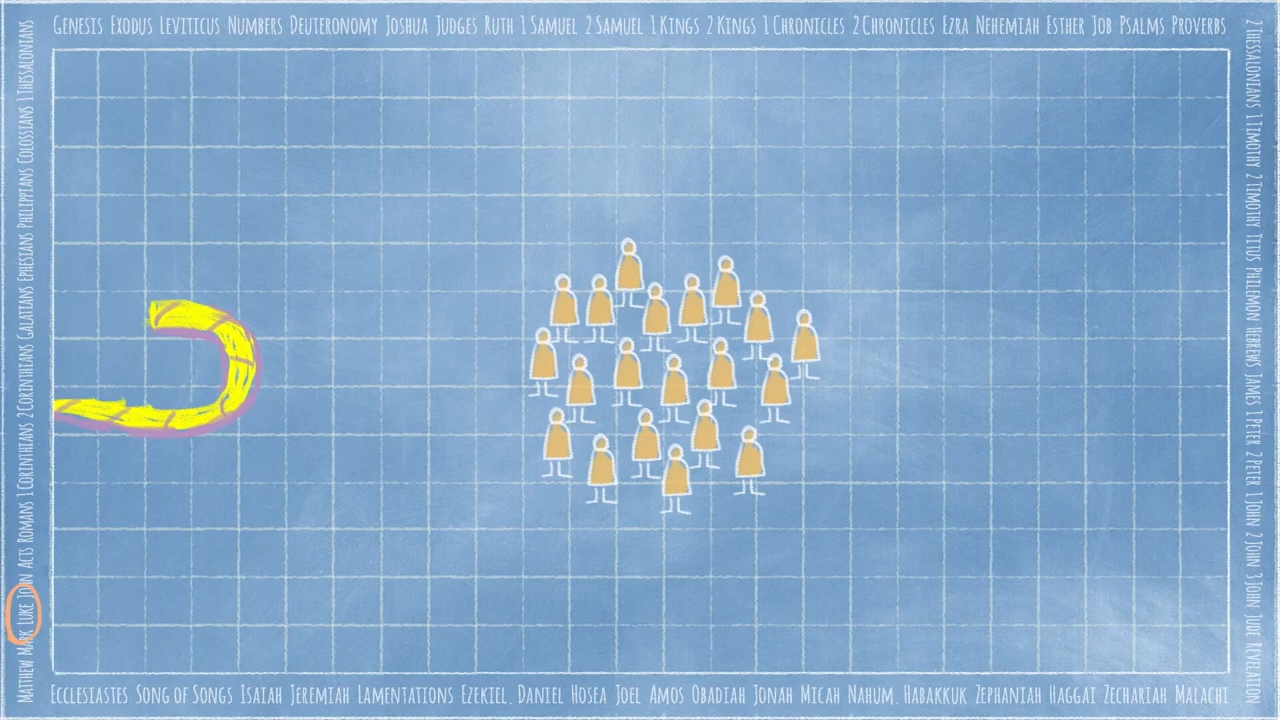 Genesis Exodus Leviticus Numbers Deuteronomy Joshua Judges Ruth 1 Samuel 2 Samuel 1 Kings 2 Kings 1 Chronicles 2 Chronicles Ezra Nehemiah Esther Job Psalms Proverbs
Ecclesiastes Song of Songs Isaiah Jeremiah Lamentations Ezekiel. Daniel Hosea Joel Amos Obadiah Jonah Micah Nahum. Habakkuk Zephaniah Haggai Zechariah Malachi
Matthew Mark Luke John Acts Romans 1 Corinthians 2 Corinthians Galatians Ephesians Philippians Colossians 1 Thessalonians
2 Thessalonians 1 Timothy 2 Timothy Titus Philemon Hebrews James 1 Peter 2 Peter 1 John 2 John 3 John Jude Revelation